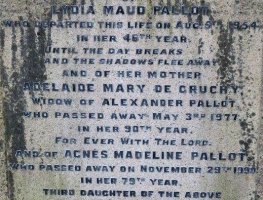 LYDIA MAUD PALLOT
WHO DEPARTED THIS LIFE ON AUG. 5TH 1954
IN HER 46TH YEAR.
UNTIL THE DAY BREAKS
AND THE SHADOWS FLEE AWAY
AND OF HER MOTHER
ADELAIDE MARY DE GRUCHY,
WIDOW OF ALEXANDER PALLOT
WHO PASSED AWAY MAY 3RD 1977,
IN HER 90TH YEAR.
FOR EVER WITH THE LORD.
AND OF AGNES MADELINE PALLOT,
WHO PASSED AWAY ON NOVEMBER 29TH 1990
IN HER 79TH YEAR,
THIRD DAUGHTER OF THE ABOVE